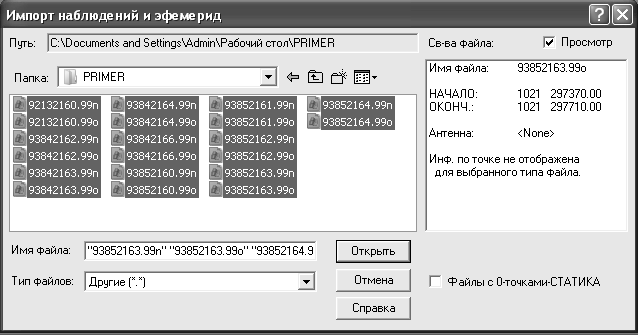 Импорт наблюдений и эфемерид
Путь: C:\Documents and Settings\Admin\Рабочий стол\PRIMER
Св-ва файла: Просмотр
Папка: PRIMER
92132160.99n 93842164.99n 93852161.99n 93852164.99n
92132160.99o 93842164.99o 93852161.99o 93852164.99o
93842162.99n 93842166.99n 93852162.99n
93842162.99o 93842166.99o 93852162.99o
93842163.99n 93852160.99n 93852163.99n
93842163.99o 93852160.99o 93852163.99o
Имя файла: 93852163.99o
НАЧАЛО: 1021 297370.00
ОКОНЧ.: 1021 297710.00
Антенна: <None>
Инф. по точке не отображена
для выбранного типа файла.
Имя файла: "93852163.99n" "93852163.99o" "93852164.9
Открыть
Тип файлов: Другие (*.*)
Отмена
Файлы с 0-точками-СТАТИКА
Справка